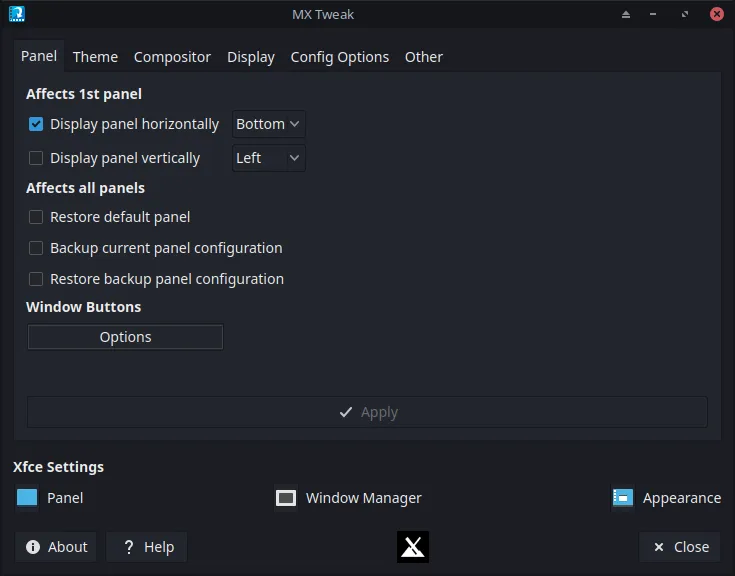 MX Tweak
Panel Theme Compositor Display Config Options Other
Affects 1st panel
Display panel horizontally Bottom
Display panel vertically Left
Affects all panels
Restore default panel
Backup current panel configuration
Restore backup panel configuration
Window Buttons
Options
Apply
Xfce Settings
Panel Window Manager Appearance
About ? Help Close